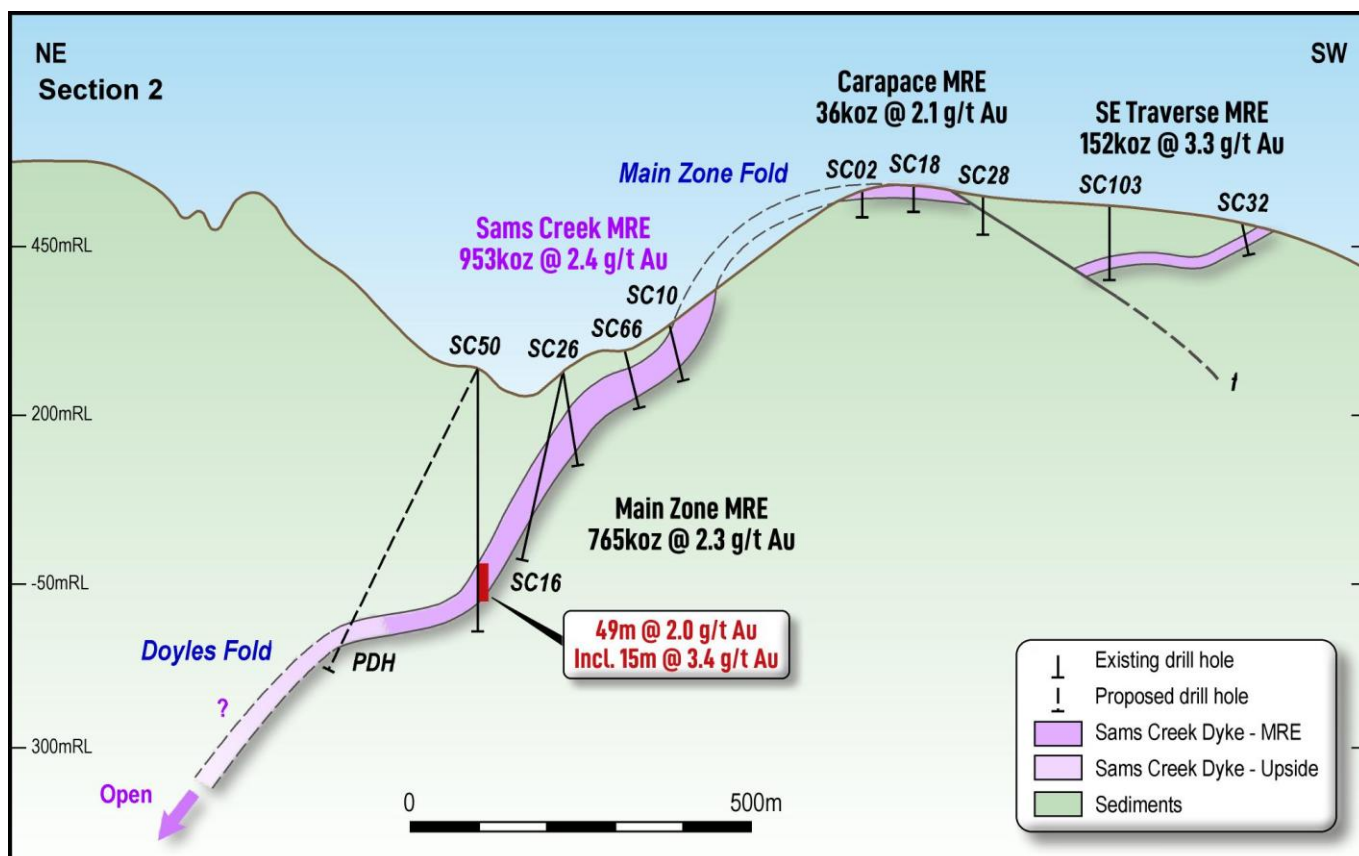 NE
SW
Section 2
Carapace MRE
36koz @ 2.1 g/t Au
SE Traverse MRE
152koz @ 3.3 g/t Au
Main Zone Fold
SC02
SC18
SC28
SC103
SC32
Sams Creek MRE
953koz @ 2.4 g/t Au
450mRL
SC10
SC66
SC50
SC26
f
200mRL
Main Zone MRE
765koz @ 2.3 g/t Au
-50mRL
SC16
49m @ 2.0 g/t Au
Incl. 15m @ 3.4 g/t Au
Doyles Fold
PDH
?
300mRL
Open
0
500m
Existing drill hole
Proposed drill hole
Sams Creek Dyke - MRE
Sams Creek Dyke - Upside
Sediments